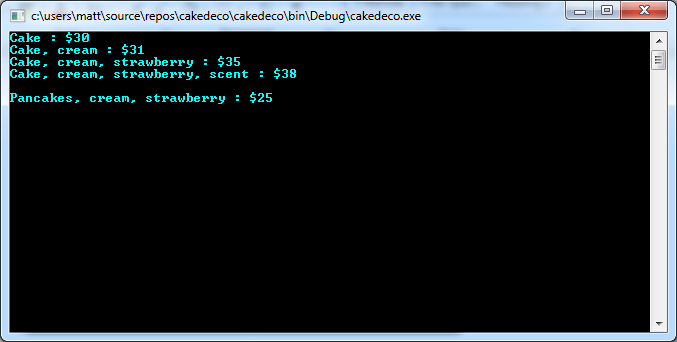 c:\users\matt\source\repos\cakedeco\cakedeco\bin\Debug\cakedeco.exe
Cake : $30
Cake, cream : $31
Cake, cream, strawberry : $35
Cake, cream, strawberry, scent : $38
Pancakes, cream, strawberry : $25